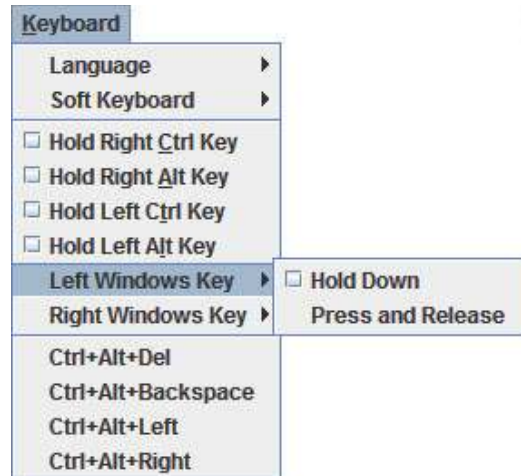 Keyboard
Language
Soft Keyboard
Hold Right Ctrl Key
Hold Right Alt Key
Hold Left Ctrl Key
Hold Left Alt Key
Left Windows Key
Hold Down
Right Windows Key
Press and Release
Ctrl+Alt+Del
Ctrl+Alt+Backspace
Ctrl+Alt+Left
Ctrl+Alt+Right